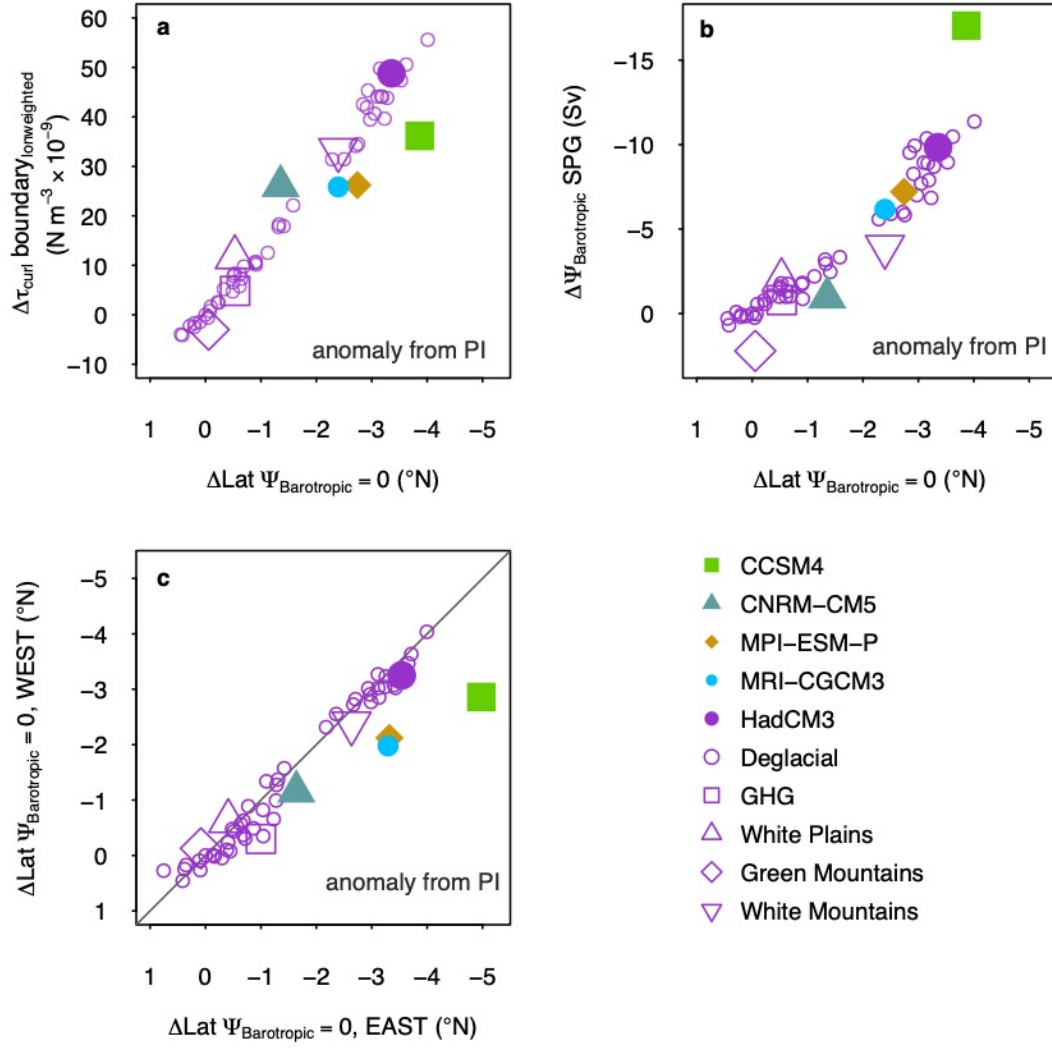 a
60
50
40
30
20
10
0
−10
Δτcurl boundarylonweighted
(N m−3 × 10−9)
anomaly from PI
1 0 −1 −2 −3 −4 −5
ΔLat ΨBarotropic = 0 (°N)
b
−15
−10
−5
0
ΔΨBarotropic SPG (Sv)
anomaly from PI
1 0 −1 −2 −3 −4 −5
ΔLat ΨBarotropic = 0 (°N)
c
−5
−4
−3
−2
−1
0
1
ΔLat ΨBarotropic = 0, WEST (°N)
anomaly from PI
1 0 −1 −2 −3 −4 −5
ΔLat ΨBarotropic = 0, EAST (°N)
CCSM4
CNRM−CM5
MPI−ESM−P
MRI−CGCM3
HadCM3
Deglacial
GHG
White Plains
Green Mountains
White Mountains